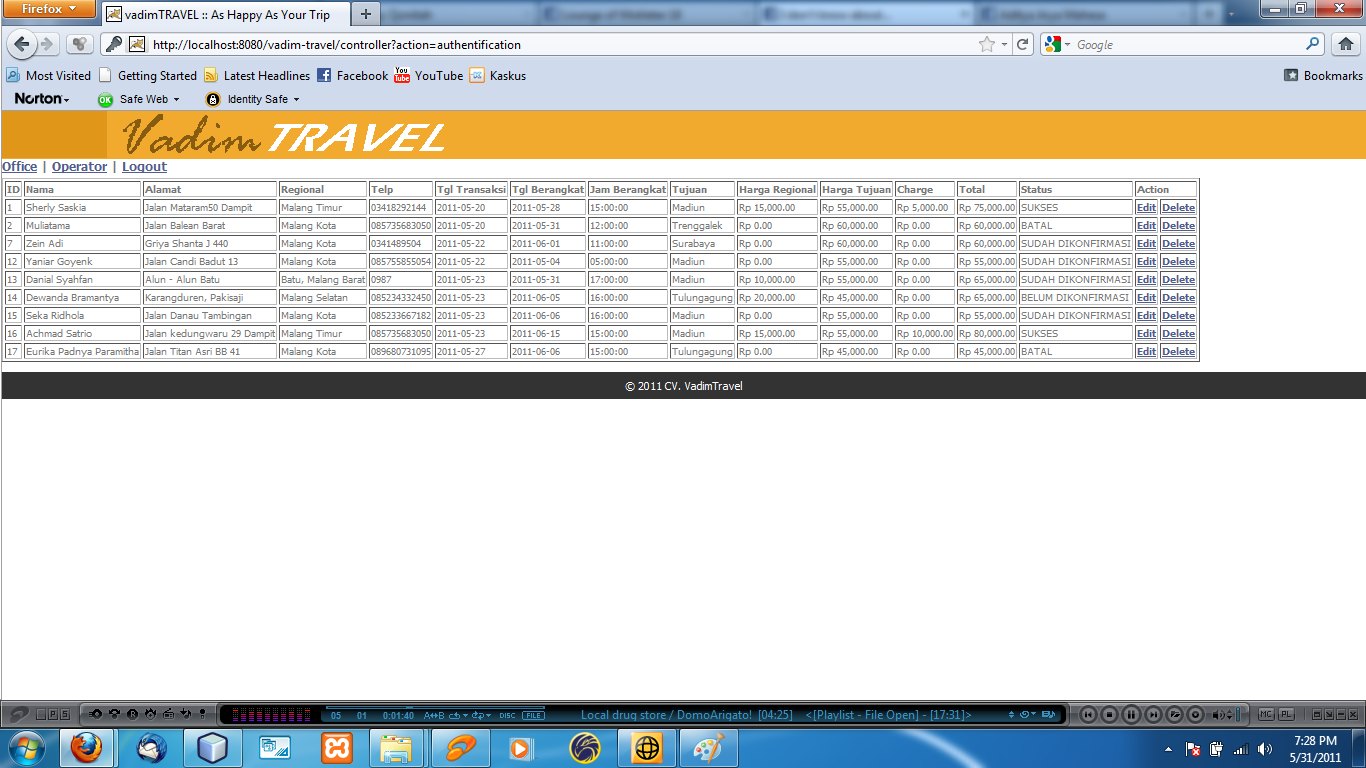 Firefox
vadimTRAVEL :: As Happy As Your Trip
http://localhost:8080/vadim-travel/controller?action=authentification
Google
Most Visited Getting Started Latest Headlines Facebook You Tube YouTube Kaskus Bookmarks
Norton OK Safe Web Identity Safe
Vadim TRAVEL
Office | Operator | Logout
ID Nama Alamat Regional Telp Tgl Transaksi Tgl Berangkat Jam Berangkat Tujuan Harga Regional Harga Tujuan Charge Total Status Action
1 Sherly Saskia Jalan Mataram50 Dampit Malang Timur 03418292144 2011-05-20 2011-05-28 15:00:00 Madiun Rp 15,000.00 Rp 55,000.00 Rp 5,000.00 Rp 75,000.00 SUKSES Edit Delete
2 Muliatama Jalan Balean Barat Malang Kota 085735683050 2011-05-20 2011-05-31 12:00:00 Trenggalek Rp 0.00 Rp 60,000.00 Rp 0.00 Rp 60,000.00 BATAL Edit Delete
7 Zein Adi Griya Shanta J 440 Malang Kota 0341489504 2011-05-22 2011-06-01 11:00:00 Surabaya Rp 0.00 Rp 60,000.00 Rp 0.00 Rp 60,000.00 SUDAH DIKONFIRMASI Edit Delete
12 Yaniar Goyenk Jalan Candi Badut 13 Malang Kota 085755855054 2011-05-22 2011-05-04 05:00:00 Madiun Rp 0.00 Rp 55,000.00 Rp 0.00 Rp 55,000.00 SUDAH DIKONFIRMASI Edit Delete
13 Danial Syahfan Alun - Alun Batu Batu, Malang Barat 0987 2011-05-23 2011-05-31 17:00:00 Madiun Rp 10,000.00 Rp 55,000.00 Rp 0.00 Rp 65,000.00 SUDAH DIKONFIRMASI Edit Delete
14 Dewanda Bramantya Karangduren, Pakisaji Malang Selatan 085234332450 2011-05-23 2011-06-05 16:00:00 Tulungagung Rp 20,000.00 Rp 45,000.00 Rp 0.00 Rp 65,000.00 BELUM DIKONFIRMASI Edit Delete
15 Seka Ridhola Jalan Danau Tambingan Malang Kota 085233667182 2011-05-23 2011-06-06 16:00:00 Madiun Rp 0.00 Rp 55,000.00 Rp 0.00 Rp 55,000.00 SUDAH DIKONFIRMASI Edit Delete
16 Achmad Satrio Jalan kedungwaru 29 Dampit Malang Timur 085735683050 2011-05-23 2011-06-15 15:00:00 Madiun Rp 15,000.00 Rp 55,000.00 Rp 10,000.00 Rp 80,000.00 SUKSES Edit Delete
17 Eurika Padnya Paramitha Jalan Titan Asri BB 41 Malang Kota 089680731095 2011-05-27 2011-06-06 15:00:00 Tulungagung Rp 0.00 Rp 45,000.00 Rp 0.00 Rp 45,000.00 BATAL Edit Delete
© 2011 CV. VadimTravel
P S 05 01 0:01:40 A↔B DISC FILE Local drug store / DomoArigato! [04:25] <[Playlist - File Open] - [17:31]> MC PL
7:28 PM
5/31/2011